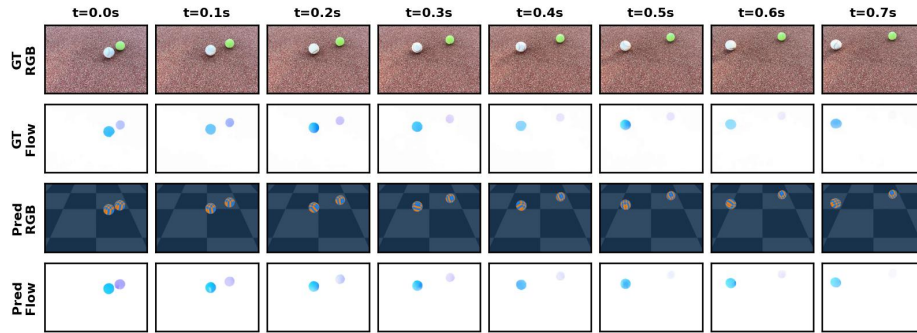 t=0.0s t=0.1s t=0.2s t=0.3s t=0.4s t=0.5s t=0.6s t=0.7s
GT
RGB
GT
Flow
Pred
RGB
Pred
Flow